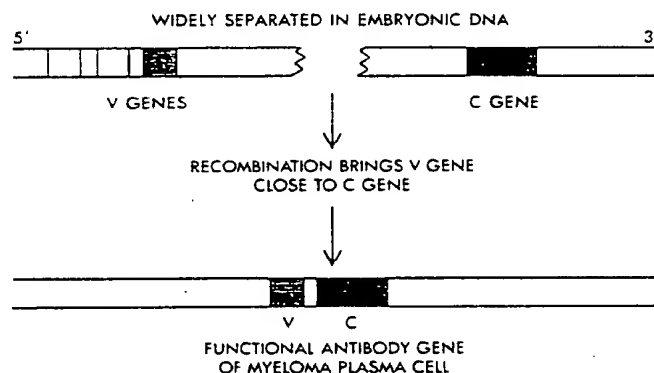 WIDELY SEPARATED IN EMBRYONIC DNA
5' 3
V GENES C GENE
RECOMBINATION BRINGS V GENE
CLOSE TO C GENE
V C
FUNCTIONAL ANTIBODY GENE
OF MYELOMA PLASMA CELL